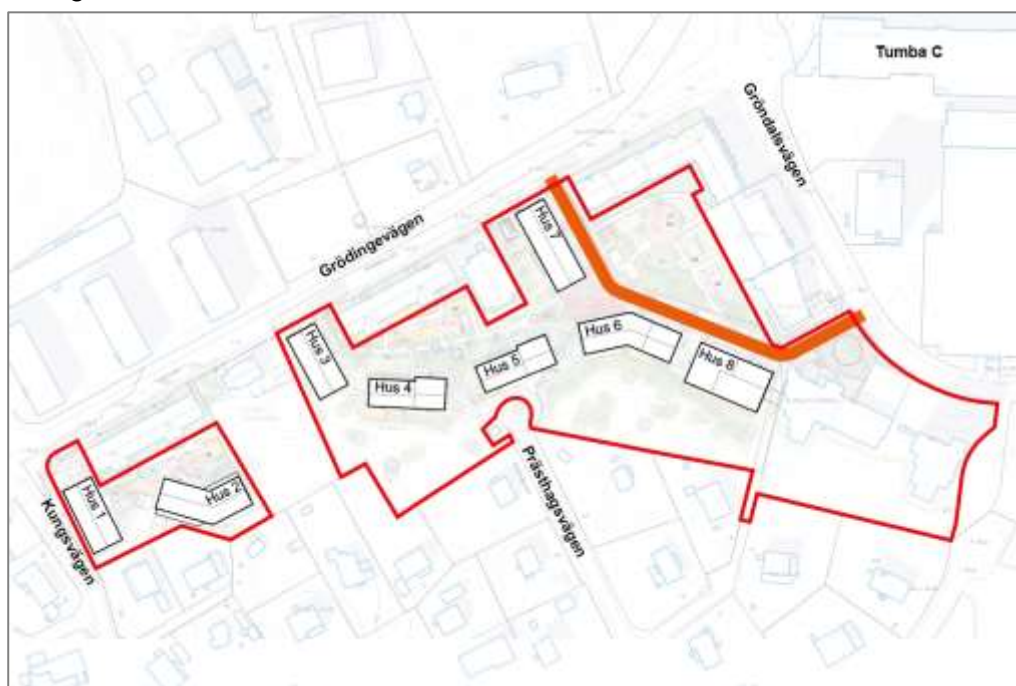 Tumba C
Gröndalsvägen
Grödingevägen
Hus 7
Hus 6
Hus 3
Hus 5
Hus 8
Hus 4
Hus 2
Hus 1
Prästhagsvägen
Kungsvägen